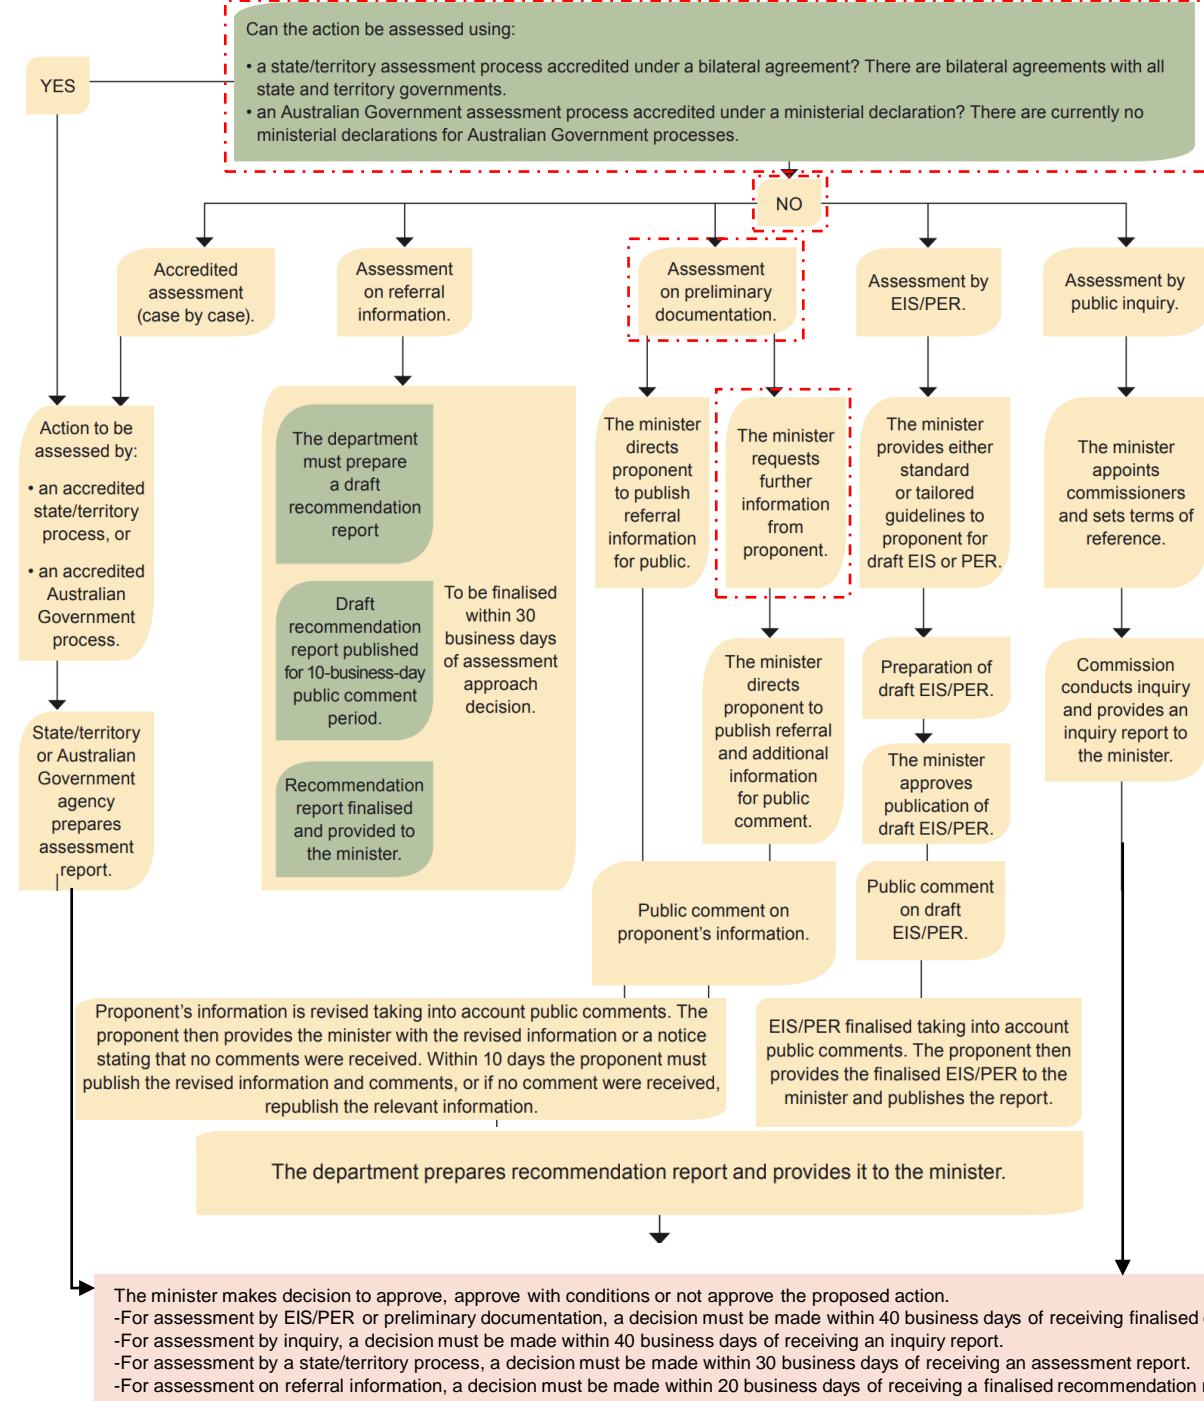 Can the action be assessed using:
• a state/territory assessment process accredited under a bilateral agreement? There are bilateral agreements with all
state and territory governments.
• an Australian Government assessment process accredited under a ministerial declaration? There are currently no
ministerial declarations for Australian Government processes.
YES
NO
Accredited
assessment
(case by case).
Assessment
on referral
information.
Assessment
on preliminary
documentation.
Assessment by
EIS/PER.
Assessment by
public inquiry.
Action to be
assessed by:
• an accredited
state/territory
process, or
• an accredited
Australian
Government
process.
The department
must prepare
a draft
recommendation
report
Draft
recommendation
report published
for 10-business-day
public comment
period.
Recommendation
report finalised
and provided to
the minister.
To be finalised
within 30
business days
of assessment
approach
decision.
The minister
directs
proponent
to publish
referral
information
for public.
The minister
requests
further
information
from
proponent.
The minister
provides either
standard
or tailored
guidelines to
proponent for
draft EIS or PER.
The minister
appoints
commissioners
and sets terms of
reference.
State/territory
or Australian
Government
agency
prepares
assessment
report.
The minister
directs
proponent to
publish referral
and additional
information
for public
comment.
Preparation of
draft EIS/PER.
The minister
approves
publication of
draft EIS/PER.
Commission
conducts inquiry
and provides an
inquiry report to
the minister.
Public comment on
proponent's information.
Public comment
on draft
EIS/PER.
Proponent's information is revised taking into account public comments. The
proponent then provides the minister with the revised information or a notice
stating that no comments were received. Within 10 days the proponent must
publish the revised information and comments, or if no comment were received,
republish the relevant information.
EIS/PER finalised taking into account
public comments. The proponent then
provides the finalised EIS/PER to the
minister and publishes the report.
The department prepares recommendation report and provides it to the minister.
The minister makes decision to approve, approve with conditions or not approve the proposed action.
-For assessment by EIS/PER or preliminary documentation, a decision must be made within 40 business days of receiving finalised
-For assessment by inquiry, a decision must be made within 40 business days of receiving an inquiry report.
-For assessment by a state/territory process, a decision must be made within 30 business days of receiving an assessment report.
-For assessment on referral information, a decision must be made within 20 business days of receiving a finalised recommendation